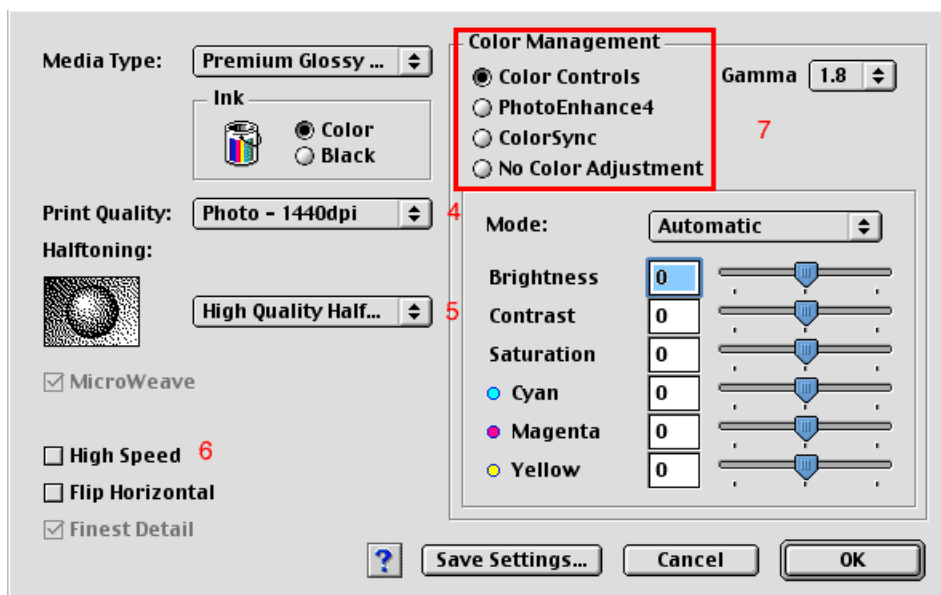 Media Type: Premium Glossy ...
Ink
Color
Black
Print Quality: Photo - 1440dpi 4
Halftoning:
High Quality Half... 5
MicroWeave
High Speed 6
Flip Horizontal
Finest Detail
Color Management
Color Controls
PhotoEnhance4
ColorSync
No Color Adjustment
Gamma 1.8
7
Mode: Automatic
Brightness 0
Contrast 0
Saturation 0
Cyan 0
Magenta 0
Yellow 0
? Save Settings... Cancel OK